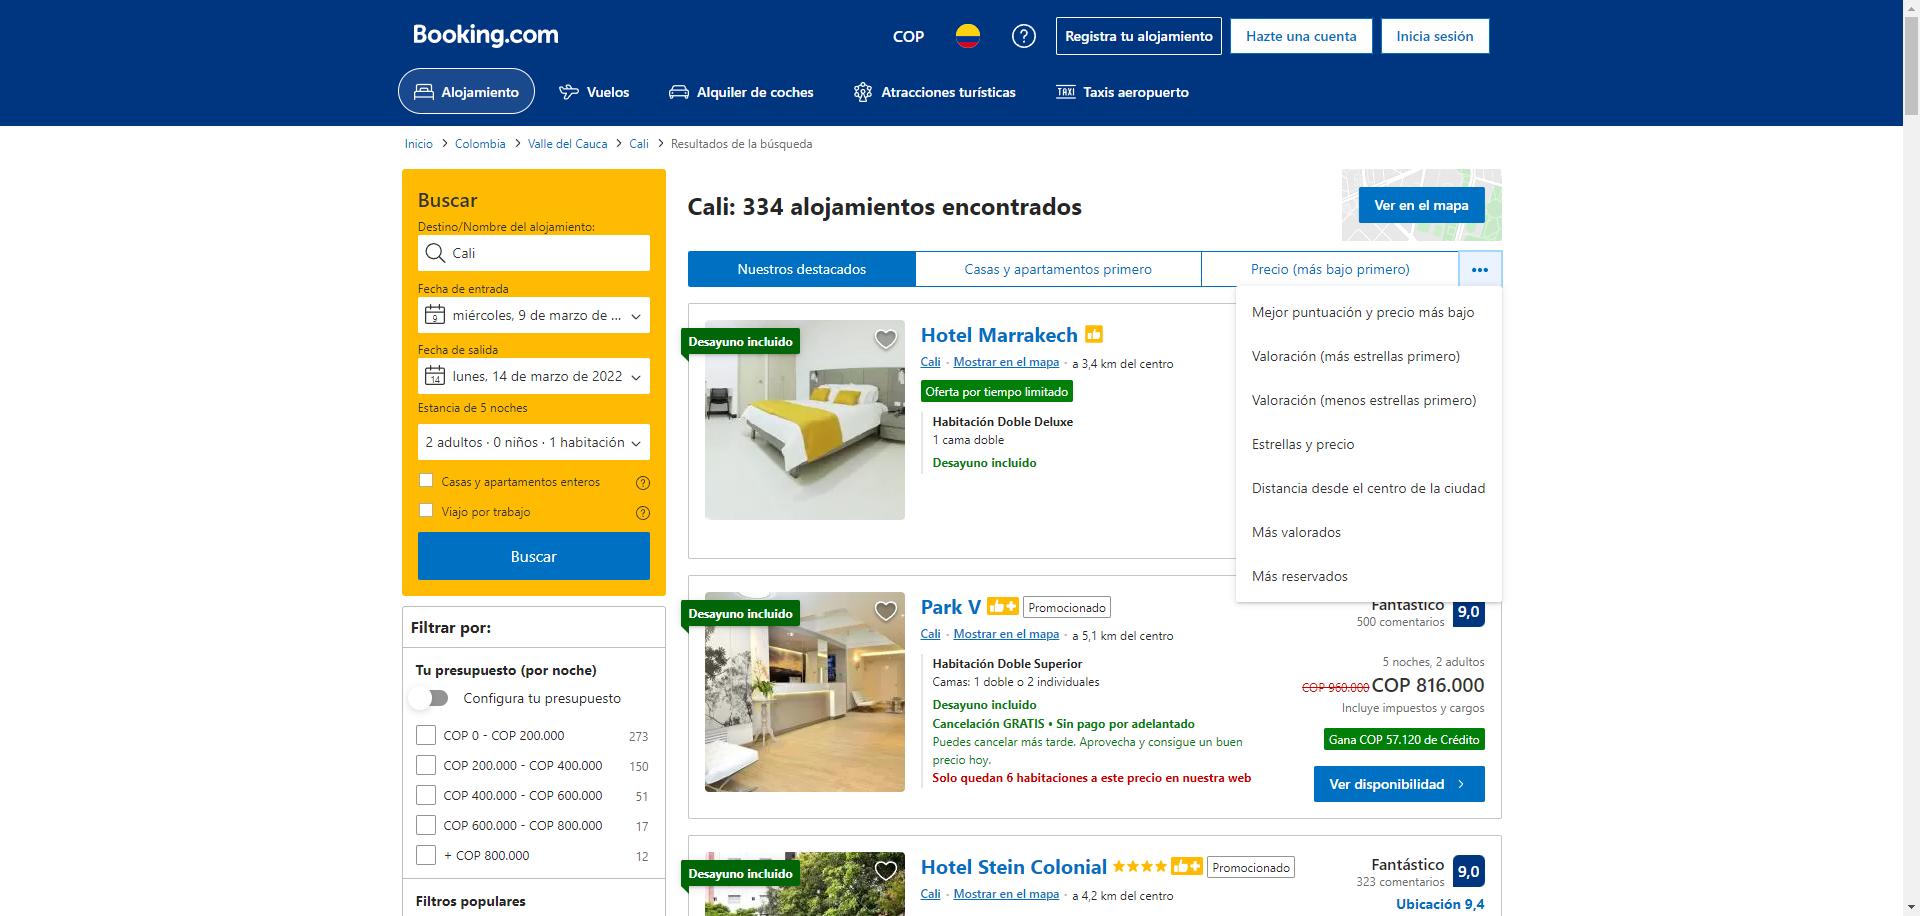 Booking.com
COP
Registra tu alojamiento
Hazte una cuenta
Inicia sesión
Alojamiento
Vuelos
Alquiler de coches
Atracciones turísticas
TAXI
Taxis aeropuerto
Inicio > Colombia > Valle del Cauca > Cali > Resultados de la búsqueda
Buscar
Destino/Nombre del alojamiento:
Cali
Fecha de entrada
9
miércoles, 9 de marzo de ...
Fecha de salida
14
lunes, 14 de marzo de 2022
Estancia de 5 noches
2 adultos · 0 niños · 1 habitación
Casas y apartamentos enteros
Viajo por trabajo
Buscar
Filtrar por:
Tu presupuesto (por noche)
Configura tu presupuesto
COP 0 - COP 200.000 273
COP 200.000 - COP 400.000 150
COP 400.000 - COP 600.000 51
COP 600.000 - COP 800.000 17
+ COP 800.000 12
Filtros populares
Cali: 334 alojamientos encontrados
Ver en el mapa
Nuestros destacados
Casas y apartamentos primero
Precio (más bajo primero)
Mejor puntuación y precio más bajo
Valoración (más estrellas primero)
Valoración (menos estrellas primero)
Estrellas y precio
Distancia desde el centro de la ciudad
Más valorados
Más reservados
Desayuno incluido
Hotel Marrakech
Cali · Mostrar en el mapa · a 3,4 km del centro
Oferta por tiempo limitado
Habitación Doble Deluxe
1 cama doble
Desayuno incluido
Desayuno incluido
Park V
Promocionado
Cali · Mostrar en el mapa · a 5,1 km del centro
Habitación Doble Superior
Camas: 1 doble o 2 individuales
Desayuno incluido
Cancelación GRATIS • Sin pago por adelantado
Puedes cancelar más tarde. Aprovecha y consigue un buen
precio hoy.
Solo quedan 6 habitaciones a este precio en nuestra web
Fantástico
500 comentarios
9,0
5 noches, 2 adultos
COP 960.000 COP 816.000
Incluye impuestos y cargos
Gana COP 57.120 de Crédito
Ver disponibilidad
Desayuno incluido
Hotel Stein Colonial
Promocionado
Cali · Mostrar en el mapa · a 4,2 km del centro
Fantástico
323 comentarios
9,0
Ubicación 9,4